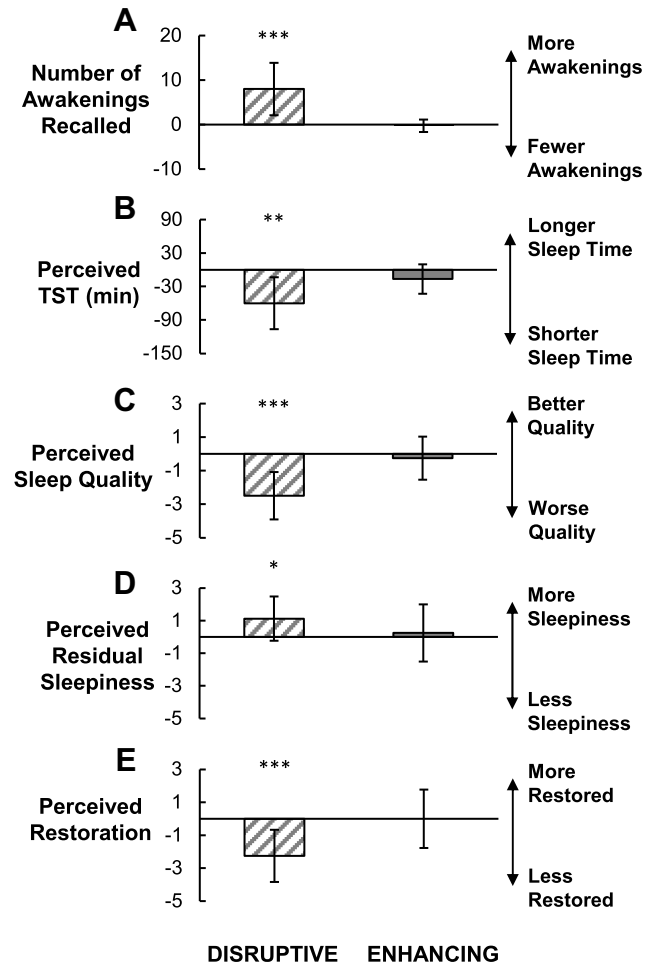 A
20
10
0
-10
Number of
Awakenings
Recalled
***
More
Awakenings
Fewer
Awakenings
B
90
30
-30
-90
-150
Perceived
TST (min)
**
Longer
Sleep Time
Shorter
Sleep Time
C
3
1
-1
-3
-5
Perceived
Sleep Quality
***
Better
Quality
Worse
Quality
D
3
1
-1
-3
-5
Perceived
Residual
Sleepiness
*
More
Sleepiness
Less
Sleepiness
E
3
1
-1
-3
-5
Perceived
Restoration
***
More
Restored
Less
Restored
DISRUPTIVE ENHANCING